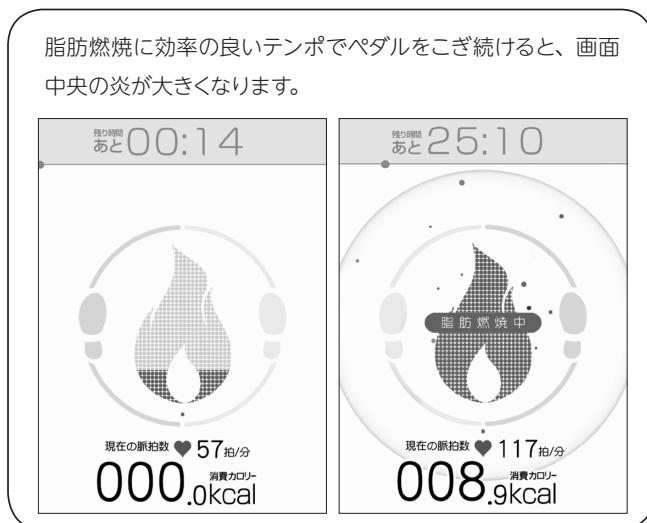 脂肪燃焼に効率の良いテンポでペダルをこぎ続けると、画面
中央の炎が大きくなります。
残り時間
あと00:14
現在の脈拍数 57拍/分
消費カロリー
000.0kcal
残り時間
あと25:10
脂肪燃焼中
現在の脈拍数 117拍/分
消費カロリー
008.9kcal